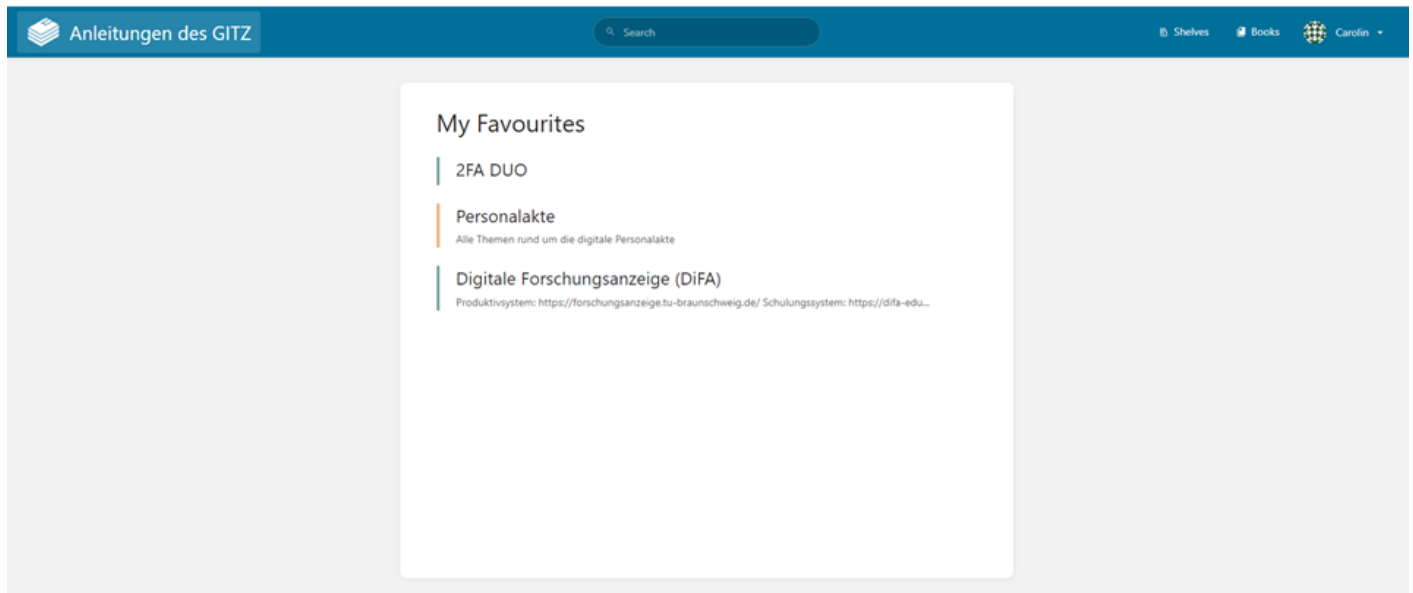 Anleitungen des GITZ
Search
Shelves
Books
Carolin
My Favourites
2FA DUO
Personalakte
Alle Themen rund um die digitale Personalakte
Digitale Forschungsanzeige (DiFA)
Produktivsystem: https://forschungsanzeige.tu-braunschweig.de/ Schulungssystem: https://difa-edu...